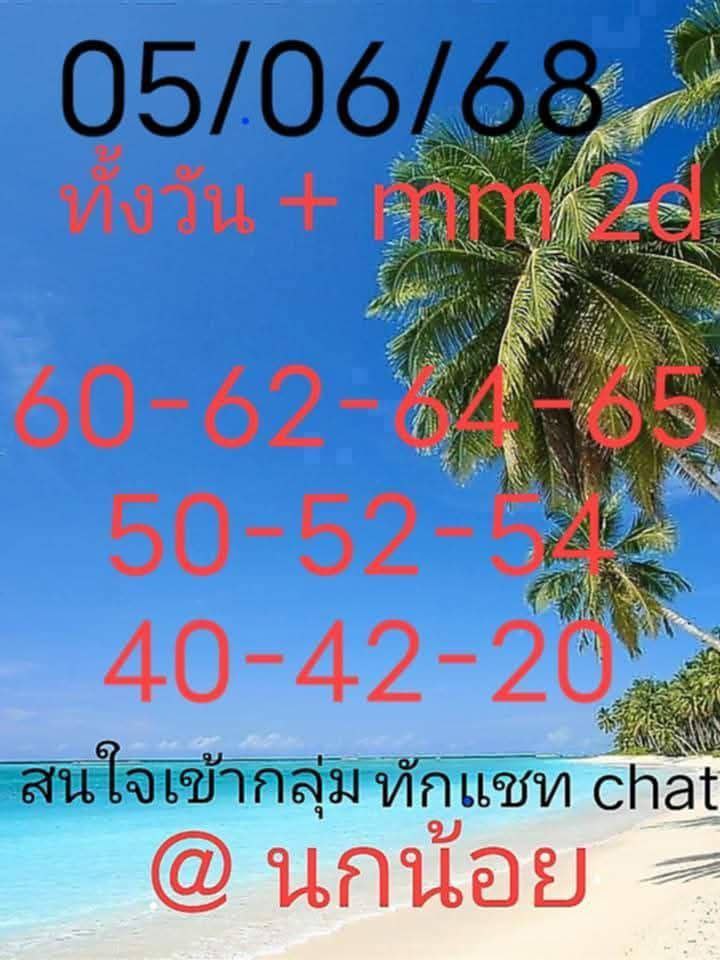 05/06/68
ทั้งวัน + mm 2d
60-62-64-65
50-52-54
40-42-20
สนใจเข้ากลุ่ม ทักแชท chat
@ นกน้อย